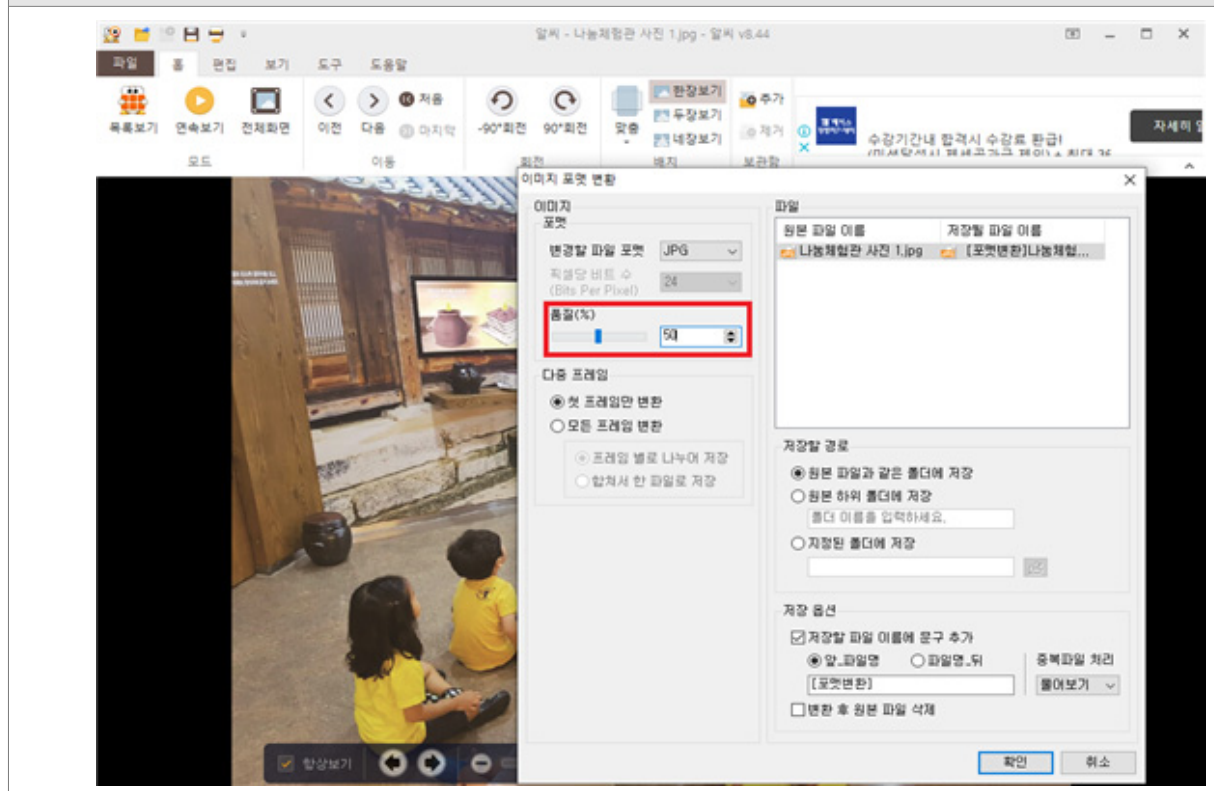 알씨 - 나눔체험관 사진 1.jpg - 알씨 v8.44
파일 홈 편집 보기 도구 도움말
목록보기 연속보기 전체화면 이전 다음 처음 마지막 -90°회전 90°회전 맞춤 한장보기 두장보기 네장보기 추가 제거
모드 이동 회전 배치 보관함
수강기간내 합격시 수강료 환급!
자세히
이미지 포맷 변환
이미지
포맷
변경할 파일 포맷 JPG
픽셀당 비트 수
(Bits Per Pixel) 24
품질(%)
50
다중 프레임
첫 프레임만 변환
모든 프레임 변환
프레임 별로 나누어 저장
합쳐서 한 파일로 저장
파일
원본 파일 이름 저장될 파일 이름
나눔체험관 사진 1.jpg [포맷변환]나눔체험...
저장할 경로
원본 파일과 같은 폴더에 저장
원본 하위 폴더에 저장
폴더 이름을 입력하세요.
지정된 폴더에 저장
저장 옵션
저장할 파일 이름에 문구 추가
앞_파일명 파일명_뒤
[포맷변환]
중복파일 처리
물어보기
변환 후 원본 파일 삭제
확인 취소
항상보기